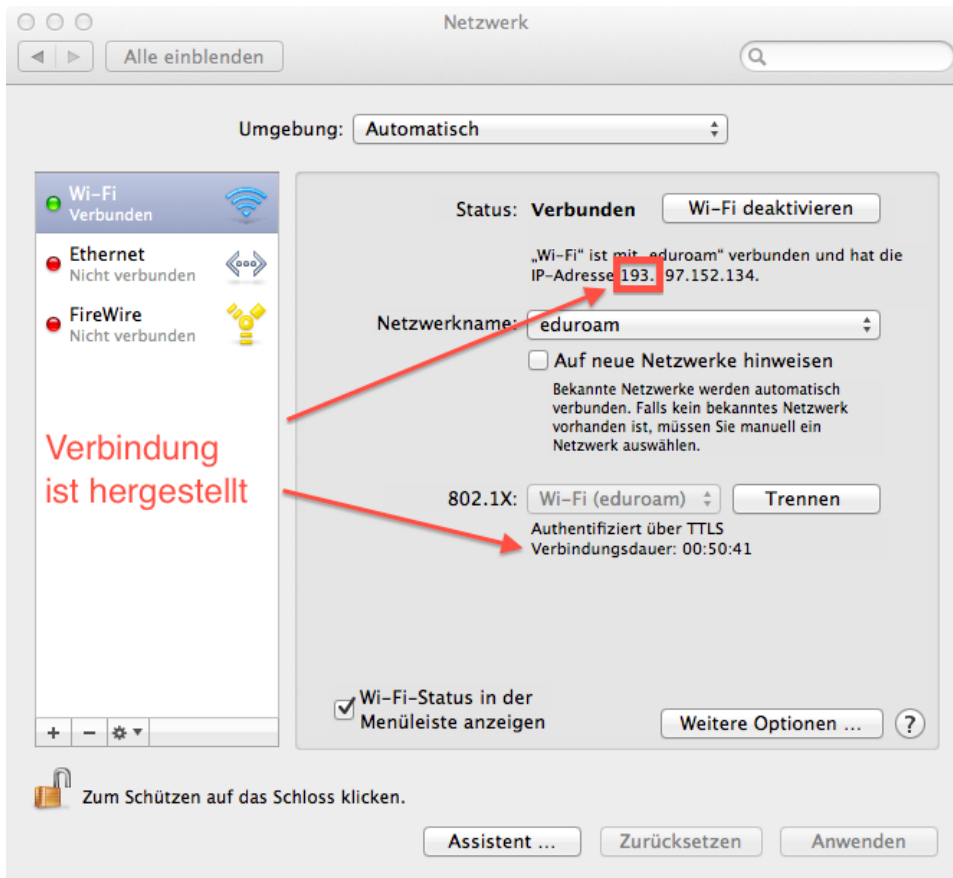 Netzwerk
Alle einblenden
Umgebung: Automatisch
Wi-Fi
Verbunden
Ethernet
Nicht verbunden
FireWire
Nicht verbunden
Verbindung
ist hergestellt
Status: Verbunden Wi-Fi deaktivieren
„Wi-Fi“ ist mit „eduroam“ verbunden und hat die
IP-Adresse 193. 97.152.134.
Netzwerkname: eduroam
Auf neue Netzwerke hinweisen
Bekannte Netzwerke werden automatisch
verbunden. Falls kein bekanntes Netzwerk
vorhanden ist, müssen Sie manuell ein
Netzwerk auswählen.
802.1X: Wi-Fi (eduroam) Trennen
Authentifiziert über TTLS
Verbindungsdauer: 00:50:41
Wi-Fi-Status in der
Menüleiste anzeigen
Weitere Optionen ... ?
Zum Schützen auf das Schloss klicken.
Assistent ... Zurücksetzen Anwenden